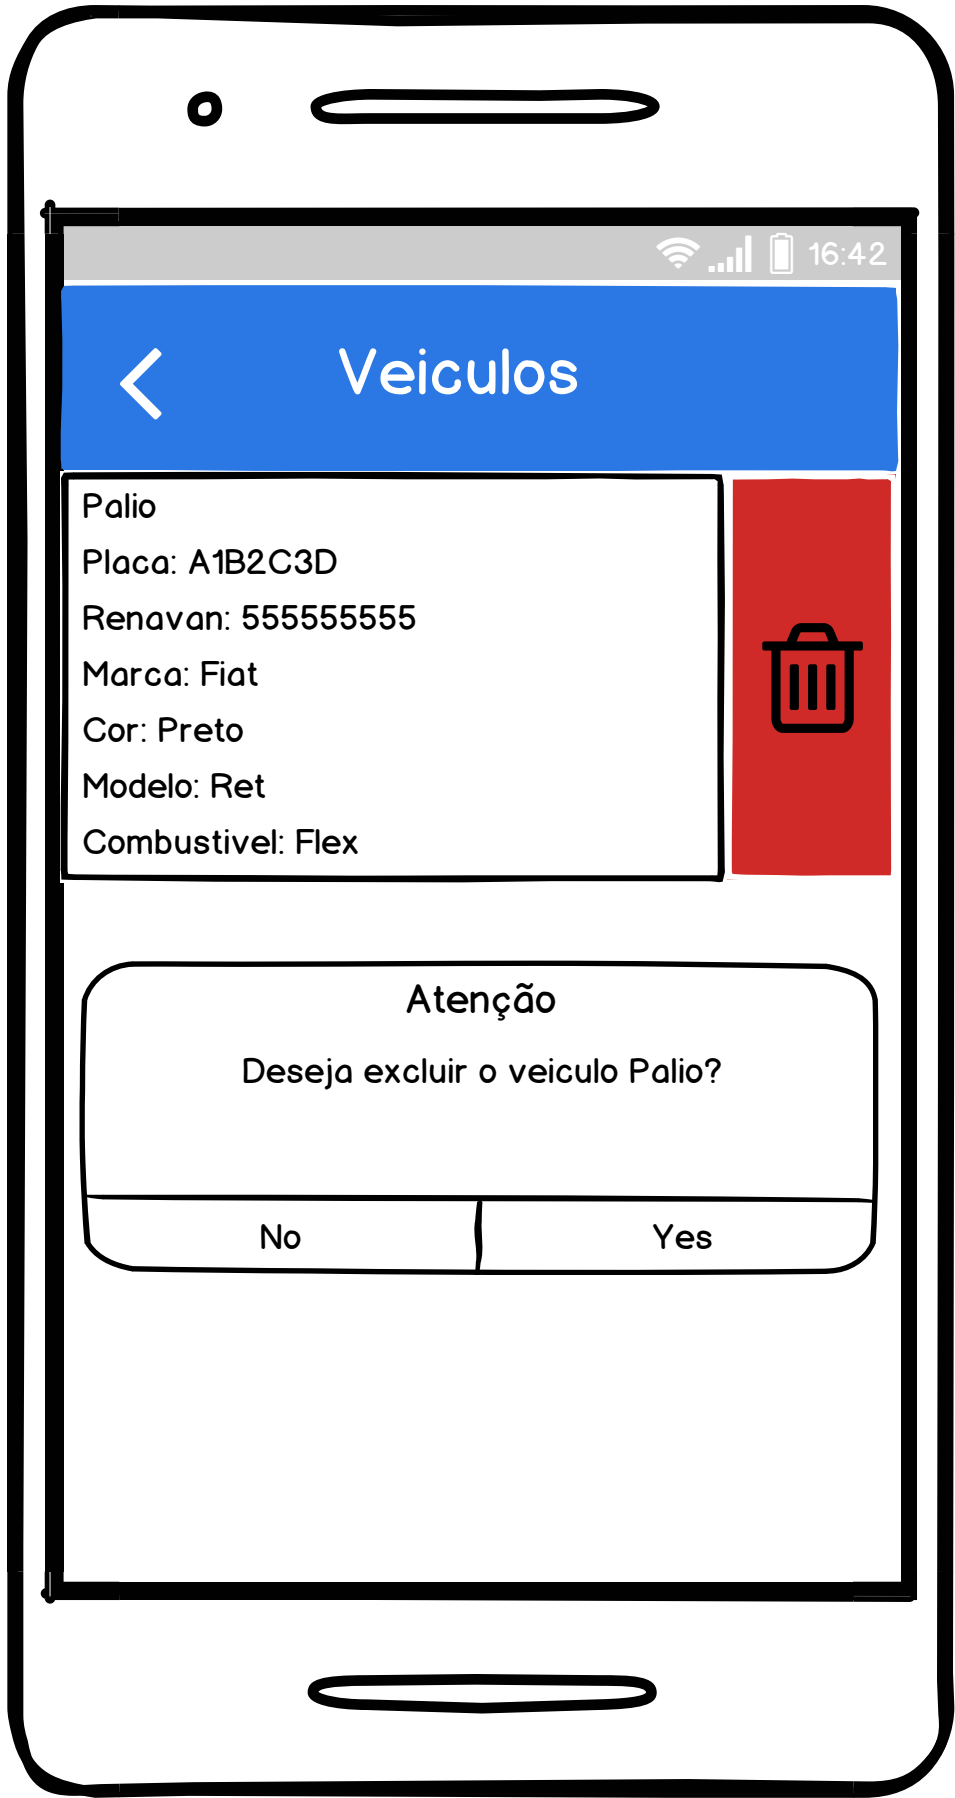 16:42
Veiculos
Palio
Placa: A1B2C3D
Renavan: 555555555
Marca: Fiat
Cor: Preto
Modelo: Ret
Combustivel: Flex
Atenção
Deseja excluir o veiculo Palio?
No Yes